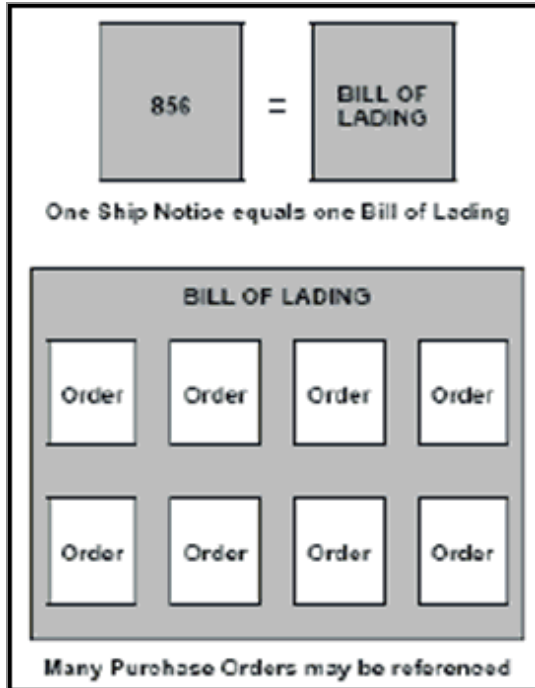 856
=
BILL OF
LADING
One Ship Notice equals one Bill of Lading
BILL OF LADING
Order Order Order Order
Order Order Order Order
Many Purchase Orders may be referenced